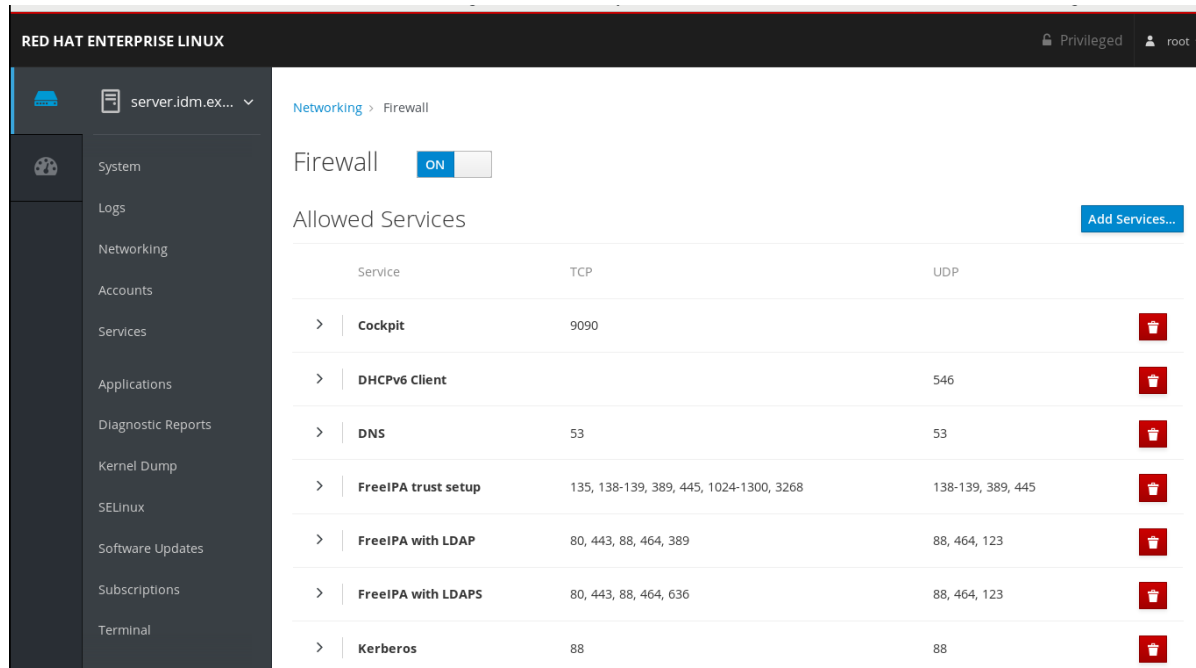 RED HAT ENTERPRISE LINUX
Privileged
root
server.idm.ex...
System
Logs
Networking
Accounts
Services
Applications
Diagnostic Reports
Kernel Dump
SELinux
Software Updates
Subscriptions
Terminal
Networking > Firewall
Firewall ON
Allowed Services Add Services...
Service TCP UDP
Cockpit 9090
DHCPv6 Client 546
DNS 53 53
FreeIPA trust setup 135, 138-139, 389, 445, 1024-1300, 3268 138-139, 389, 445
FreeIPA with LDAP 80, 443, 88, 464, 389 88, 464, 123
FreeIPA with LDAPS 80, 443, 88, 464, 636 88, 464, 123
Kerberos 88 88